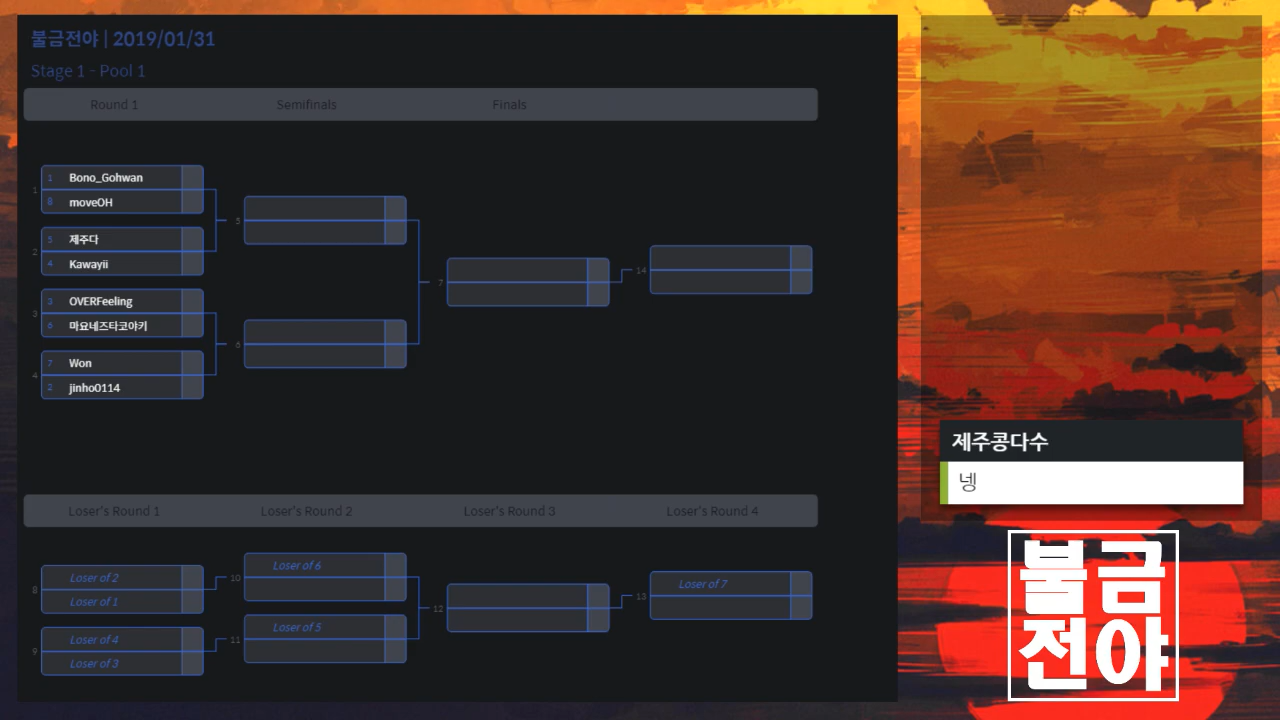 불금전야 | 2019/01/31
Stage 1 - Pool 1
Round 1 Semifinals Finals
1 1 Bono_Gohwan
8 moveOH
2 5 제주다
4 Kawayii
3 3 OVERFeeling
6 마요네즈타코야키
4 7 Won
2 jinho0114
5
6
7
14
Loser's Round 1 Loser's Round 2 Loser's Round 3 Loser's Round 4
8 Loser of 2
Loser of 1
9 Loser of 4
Loser of 3
10 Loser of 6
11 Loser of 5
12
13 Loser of 7
제주콩다수
넹
불금
전야